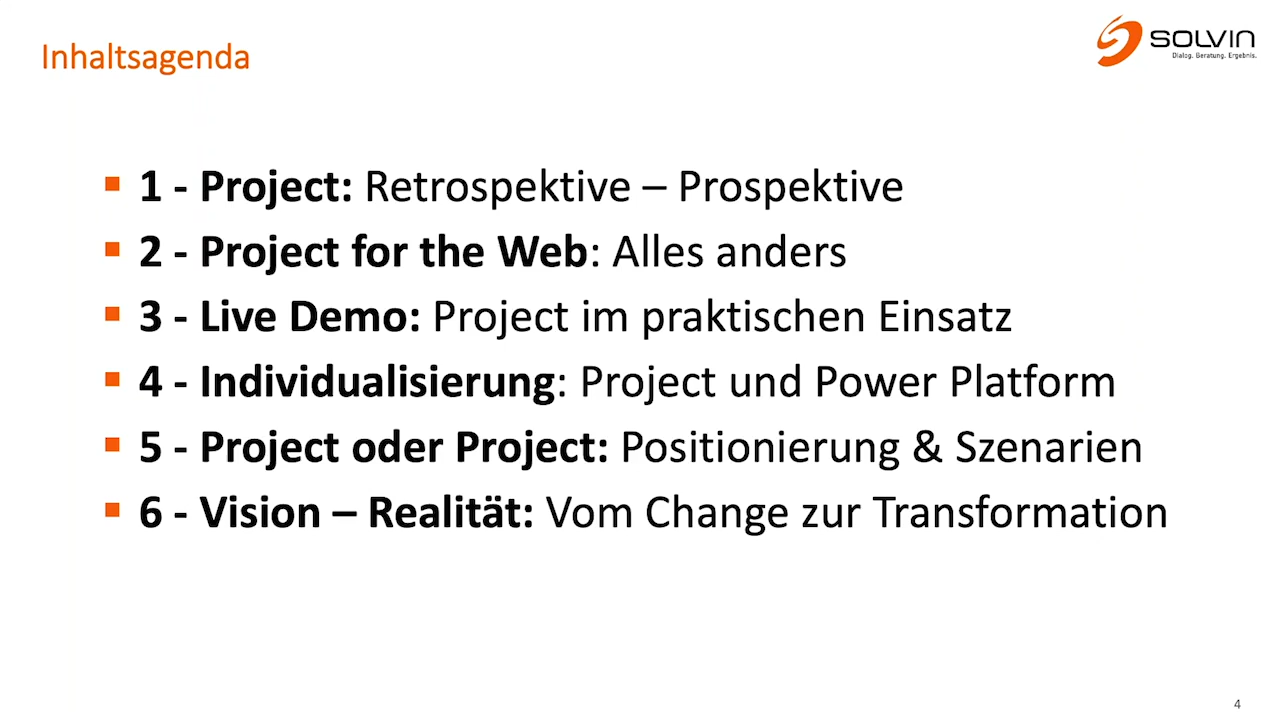 Inhaltsagenda
SOLVIN
Dialog. Beratung. Ergebnis.
1 - Project: Retrospektive – Prospektive
2 - Project for the Web: Alles anders
3 - Live Demo: Project im praktischen Einsatz
4 - Individualisierung: Project und Power Platform
5 - Project oder Project: Positionierung & Szenarien
6 - Vision – Realität: Vom Change zur Transformation
4